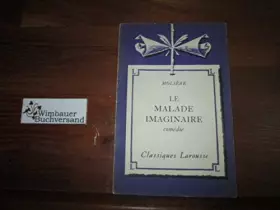 MOLIÈRE
LE
MALADE
IMAGINAIRE
comédie
Classiques Larousse
Wimbauer
Buchversand